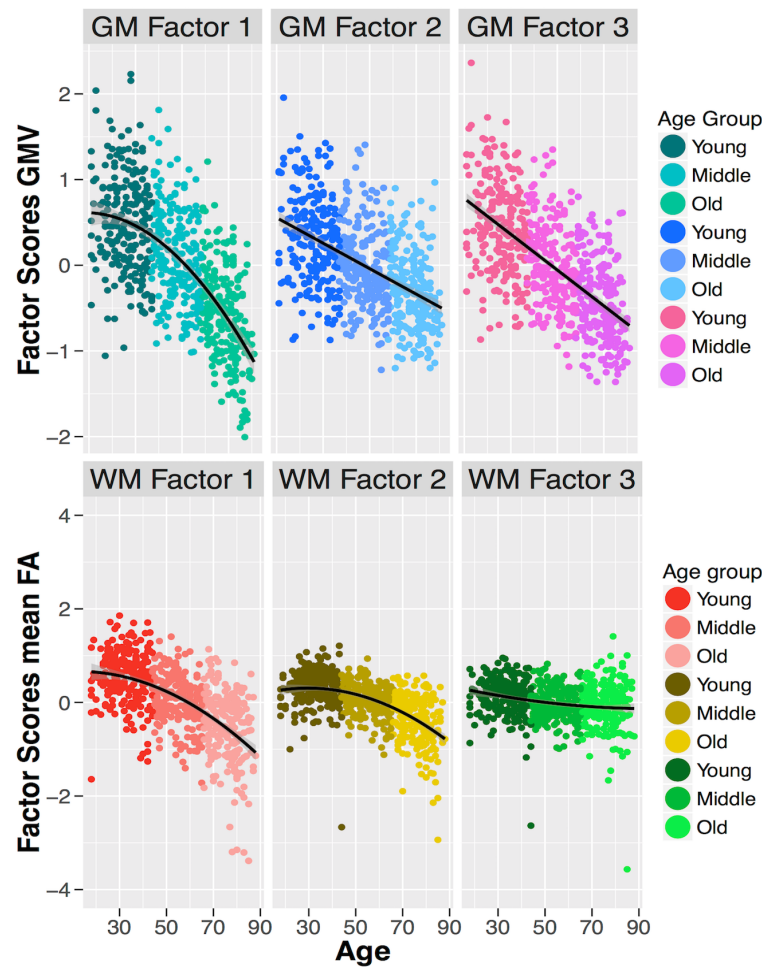 GM Factor 1
GM Factor 2
GM Factor 3
2
1
0
−1
−2
Factor Scores GMV
Age Group
Young
Middle
Old
Young
Middle
Old
Young
Middle
Old
WM Factor 1
WM Factor 2
WM Factor 3
4
2
0
−2
−4
Factor Scores mean FA
Age group
Young
Middle
Old
Young
Middle
Old
Young
Middle
Old
30 50 70 90 30 50 70 90 30 50 70 90
Age